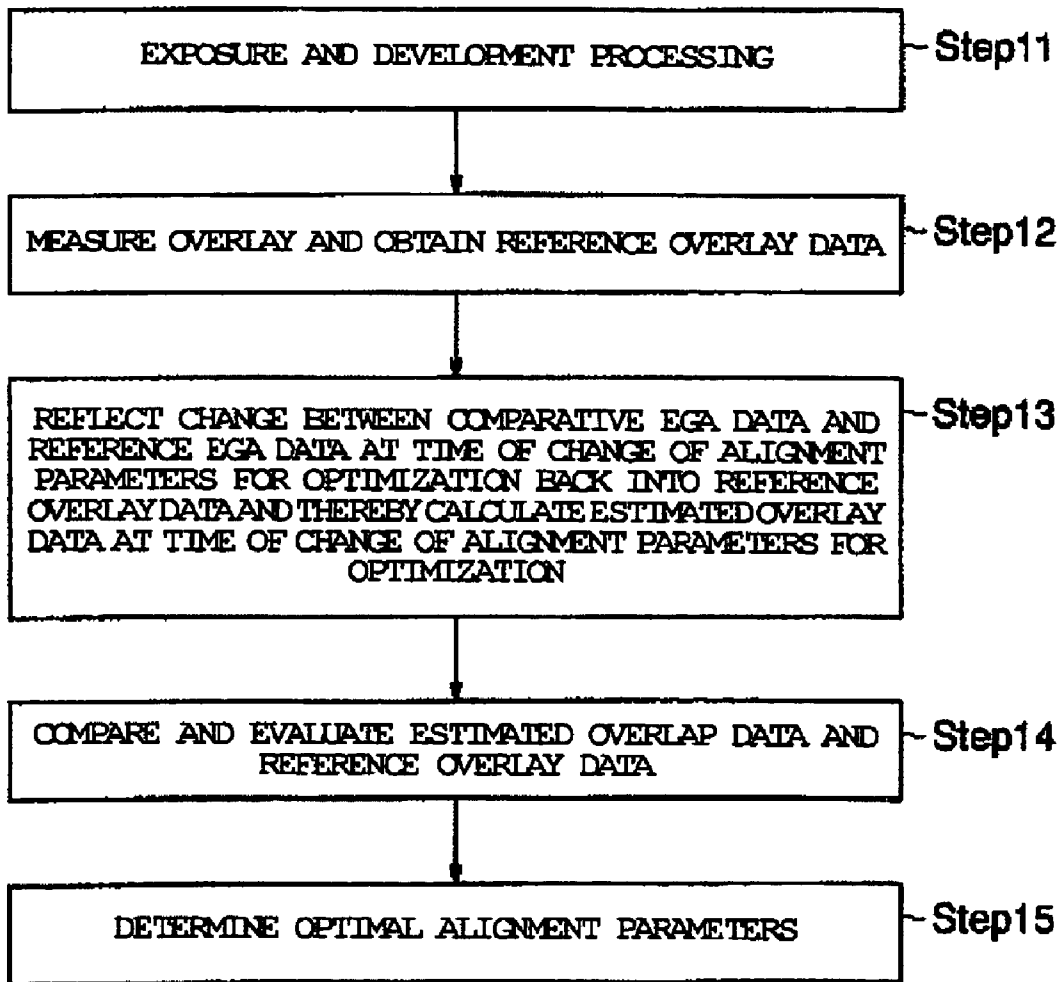 EXPOSURE AND DEVELOPMENT PROCESSING
Step11
MEASURE OVERLAY AND OBTAIN REFERENCE OVERLAY DATA
Step12
REFLECT CHANGE BETWEEN COMPARATIVE EGA DATA AND
REFERENCE EGA DATA AT TIME OF CHANGE OF ALIGNMENT
PARAMETERS FOR OPTIMIZATION BACK INTO REFERENCE
OVERLAY DATA AND THEREBY CALCULATE ESTIMATED OVERLAY
DATA AT TIME OF CHANGE OF ALIGNMENT PARAMETERS FOR
OPTIMIZATION
Step13
COMPARE AND EVALUATE ESTIMATED OVERLAP DATA AND
REFERENCE OVERLAY DATA
Step14
DETERMINE OPTIMAL ALIGNMENT PARAMETERS
Step15